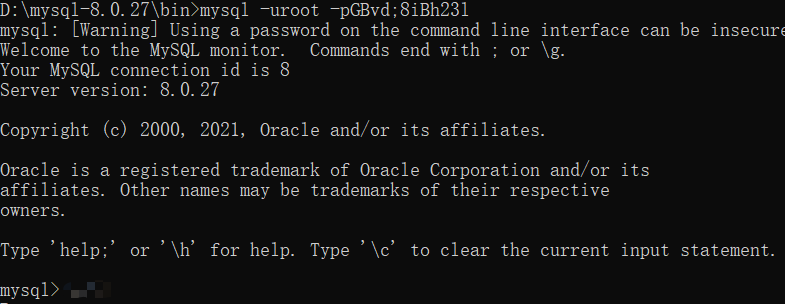 D:\mysql-8.0.27\bin>mysql -uroot -pGBvd;8iBh23l
mysql: [Warning] Using a password on the command line interface can be insecure
Welcome to the MySQL monitor.  Commands end with ; or \g.
Your MySQL connection id is 8
Server version: 8.0.27
Copyright (c) 2000, 2021, Oracle and/or its affiliates.
Oracle is a registered trademark of Oracle Corporation and/or its
affiliates. Other names may be trademarks of their respective
owners.
Type 'help;' or '\h' for help. Type '\c' to clear the current input statement.
mysql>